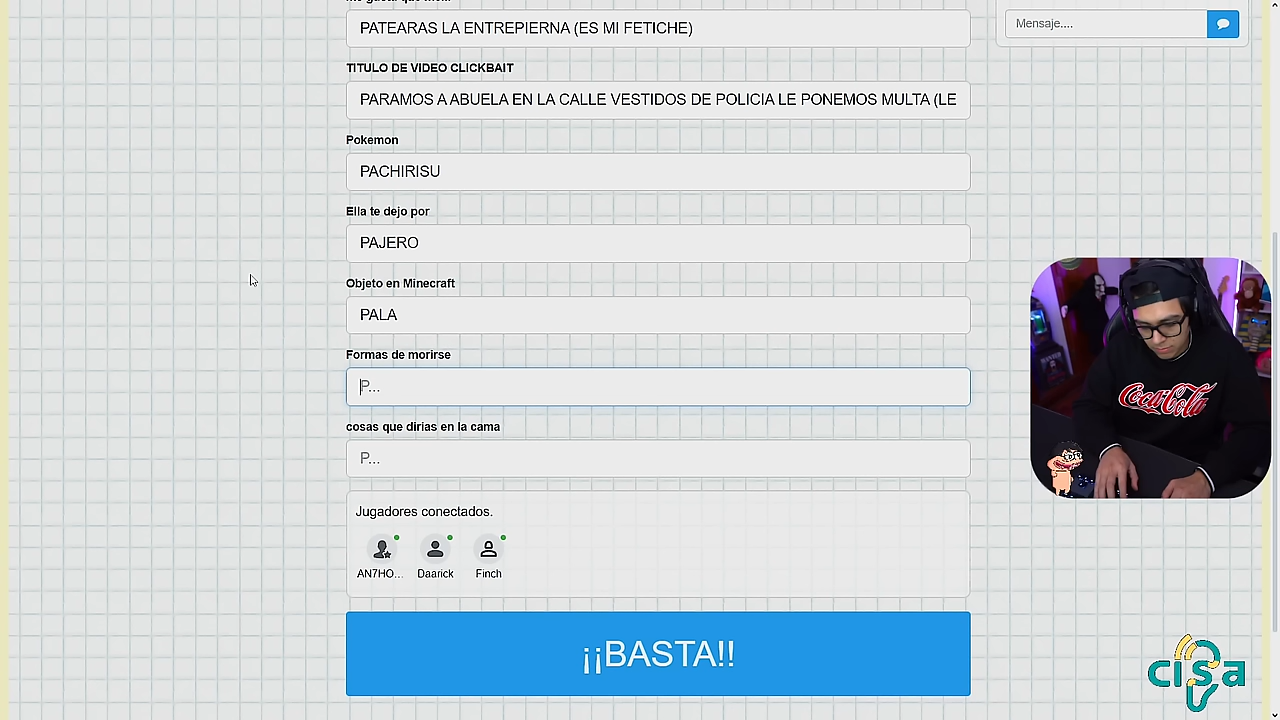 PATEARAS LA ENTREPIERNA (ES MI FETICHE)
Mensaje....
TITULO DE VIDEO CLICKBAIT
PARAMOS A ABUELA EN LA CALLE VESTIDOS DE POLICIA LE PONEMOS MULTA (LE
Pokemon
PACHIRISU
Ella te dejo por
PAJERO
Objeto en Minecraft
PALA
Formas de morirse
P...
cosas que dirias en la cama
P...
Jugadores conectados.
AN7HO... Daarick Finch
¡¡BASTA!!
Coca-Cola
cisa